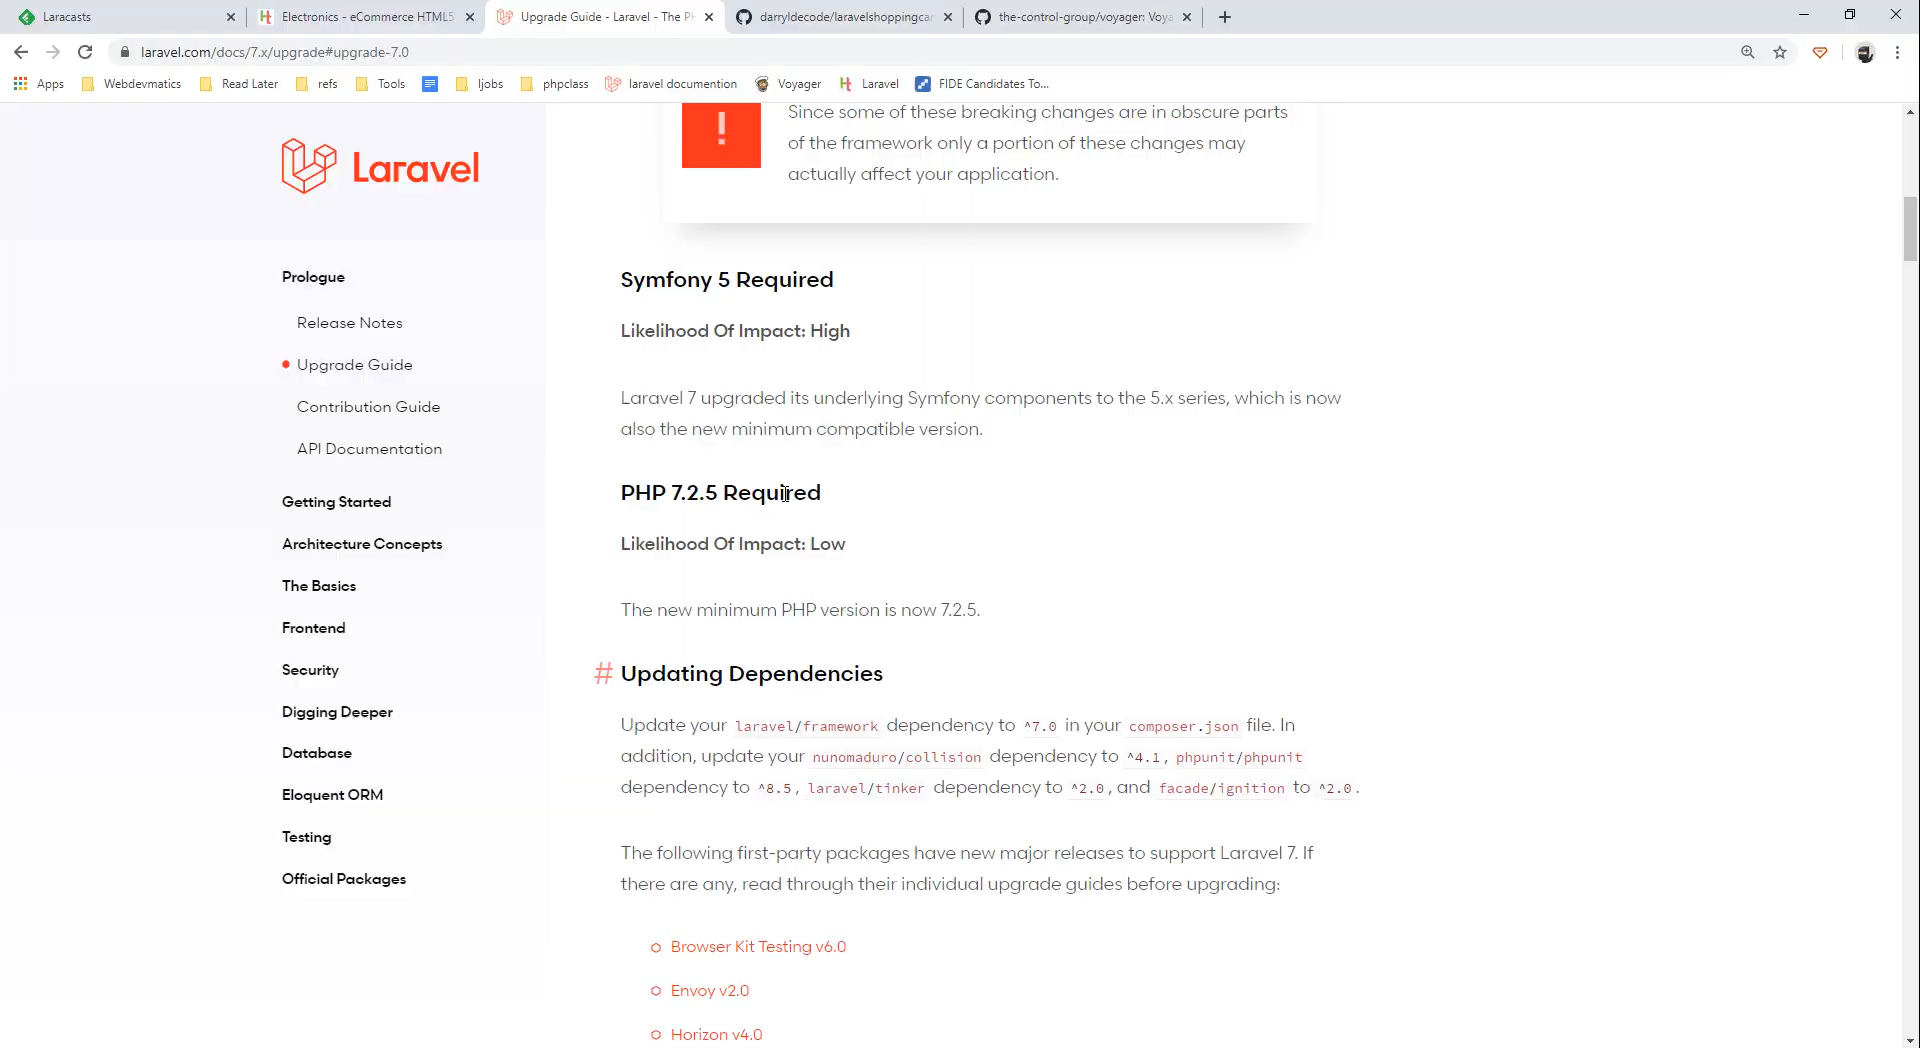 Laracasts
Electronics - eCommerce HTML5
Upgrade Guide - Laravel - The PH
darryldecode/laravelshoppingcar
the-control-group/voyager: Voya
laravel.com/docs/7.x/upgrade#upgrade-7.0
Apps
Webdevmatics
Read Later
refs
Tools
ljobs
phpclass
laravel documention
Voyager
Laravel
FIDE Candidates To...
Laravel
Prologue
Release Notes
Upgrade Guide
Contribution Guide
API Documentation
Getting Started
Architecture Concepts
The Basics
Frontend
Security
Digging Deeper
Database
Eloquent ORM
Testing
Official Packages
!
Since some of these breaking changes are in obscure parts
of the framework only a portion of these changes may
actually affect your application.
Symfony 5 Required
Likelihood Of Impact: High
Laravel 7 upgraded its underlying Symfony components to the 5.x series, which is now
also the new minimum compatible version.
PHP 7.2.5 Required
Likelihood Of Impact: Low
The new minimum PHP version is now 7.2.5.
# Updating Dependencies
Update your laravel/framework dependency to ^7.0 in your composer.json file. In
addition, update your nunomaduro/collision dependency to ^4.1, phpunit/phpunit
dependency to ^8.5, laravel/tinker dependency to ^2.0, and facade/ignition to ^2.0.
The following first-party packages have new major releases to support Laravel 7. If
there are any, read through their individual upgrade guides before upgrading:
Browser Kit Testing v6.0
Envoy v2.0
Horizon v4.0